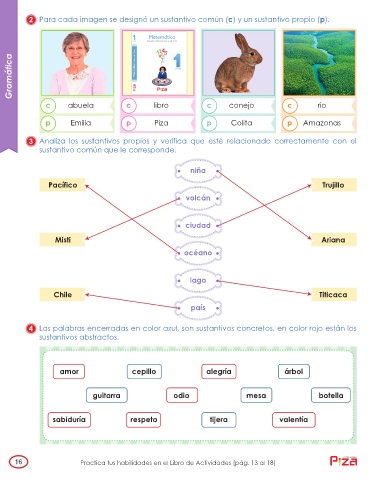 Gramática
2 Para cada imagen se designó un sustantivo común (c) y un sustantivo propio (p).
1 Matemática
1
Piza
c abuela c libro c conejo c río
p Emilia p Piza p Colita p Amazonas
3 Analiza los sustantivos propios y verifica que esté relacionado correctamente con el
sustantivo común que le corresponde.
niña
Pacífico Trujillo
volcán
ciudad
Misti Ariana
océano
lago
Chile Titicaca
país
4 Las palabras encerradas en color azul, son sustantivos concretos, en color rojo están los
sustantivos abstractos.
amor cepillo alegría árbol
guitarra odio mesa botella
sabiduría respeto tijera valentía
16 Practica tus habilidades en el Libro de Actividades (pág. 13 al 18) Piza